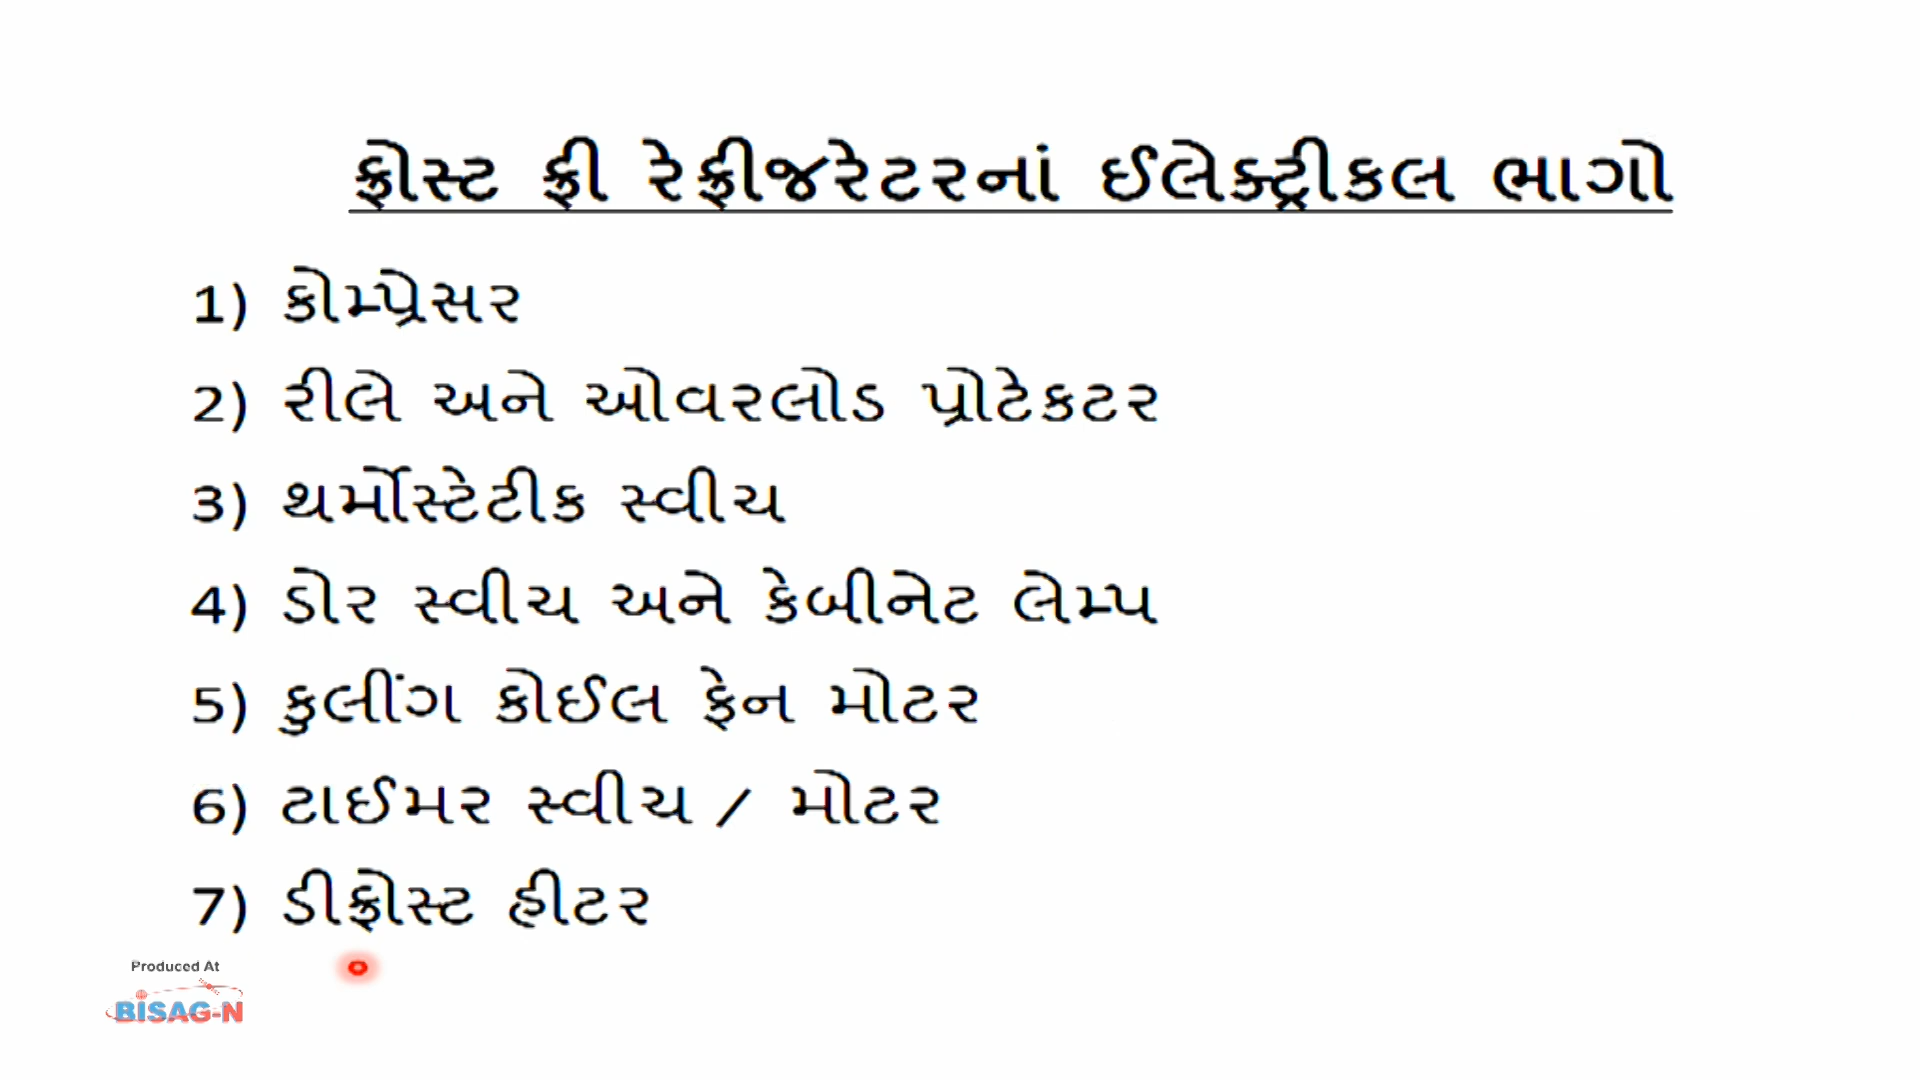 ફ્રોસ્ટ ફ્રી રેફ્રીજરેટરનાં ઈલેક્ટ્રીકલ ભાગો
1) કોમ્પ્રેસર
2) રીલે અને ઓવરલોડ પ્રોટેકટર
3) થર્મોસ્ટેટીક સ્વીચ
4) ડોર સ્વીચ અને કેબીનેટ લેમ્પ
5) કુલીંગ કોઈલ ફેન મોટર
6) ટાઈમર સ્વીચ / મોટર
7) ડીફ્રોસ્ટ હીટર
Produced At
BISAG-N